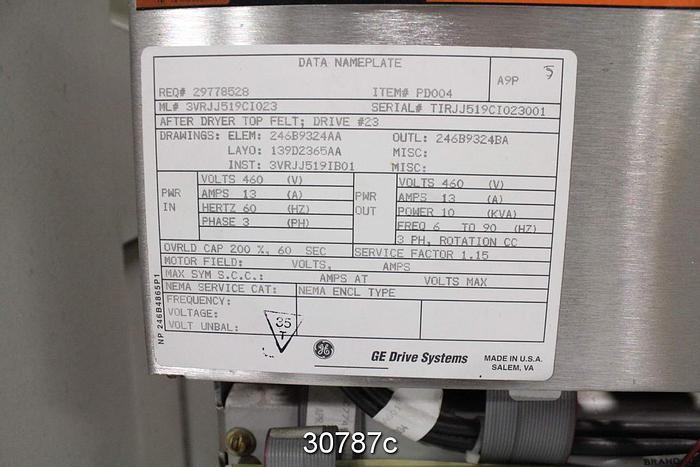 DATA NAMEPLATE
REQ# 29778528 ITEM# PD004 A9P 5
ML# 3VRJJ519CI023 SERIAL# TIRJJ519CI023001
AFTER DRYER TOP FELT; DRIVE #23
DRAWINGS: ELEM: 246B9324AA OUTL: 246B9324BA
LAYO: 139D2365AA MISC:
INST: 3VRJJ519IB01 MISC:
PWR IN
VOLTS 460 (V)
AMPS 13 (A)
HERTZ 60 (HZ)
PHASE 3 (PH)
PWR OUT
VOLTS 460 (V)
AMPS 13 (A)
POWER 10 (KVA)
FREQ 6 TO 90 (HZ)
3 PH, ROTATION CC
OVRLD CAP 200 %, 60 SEC SERVICE FACTOR 1.15
MOTOR FIELD: VOLTS, AMPS
MAX SYM S.C.C.: AMPS AT VOLTS MAX
NEMA SERVICE CAT: NEMA ENCL TYPE
FREQUENCY:
VOLTAGE:
VOLT UNBAL:
35
T
NP 246B4865P1
GE GE Drive Systems
MADE IN U.S.A.
SALEM, VA
30787c